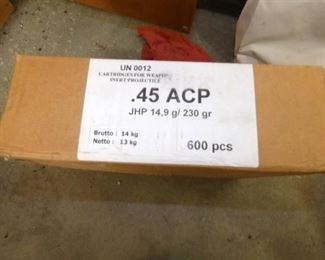 UN 0012
CARTRIDGES FOR WEAPONS
INERT PROJECTILE
.45 ACP
JHP 14,9 g/ 230 gr
Brutto : 14 kg
Netto : 13 kg
600 pcs